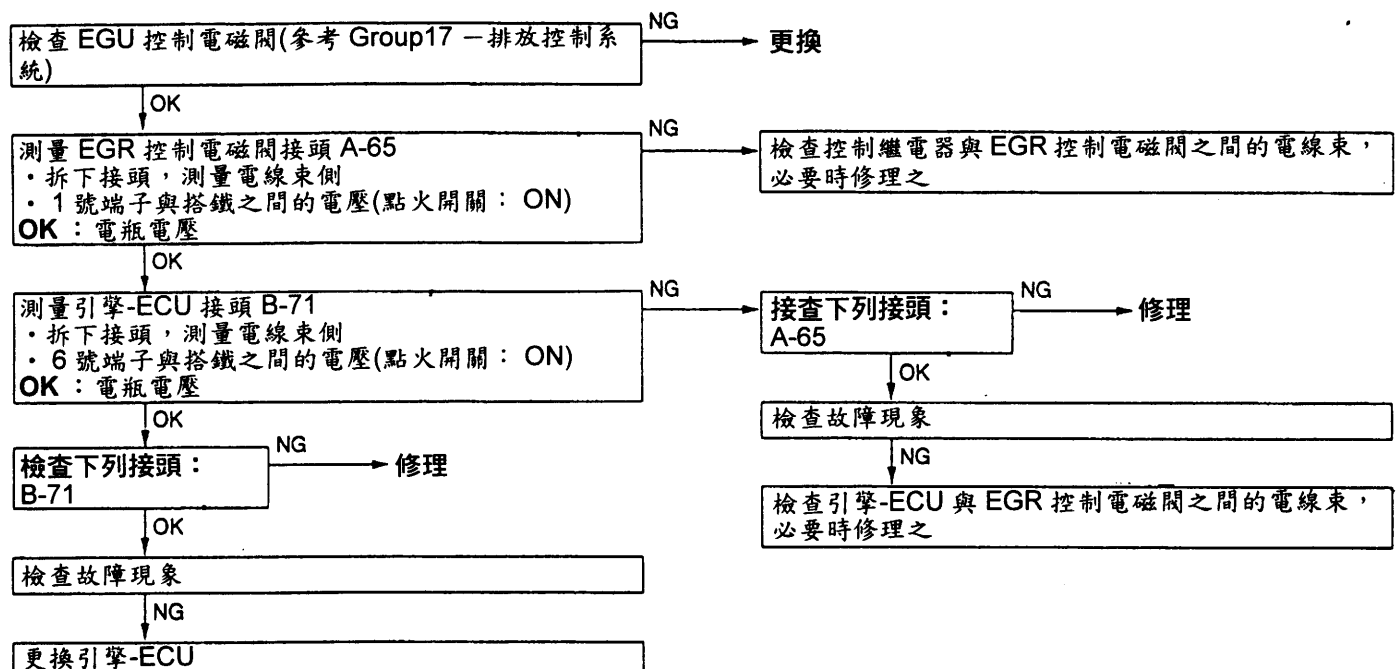 檢查 EGU 控制電磁閥(參考 Group17 －排放控制系
統)
NG
更換
OK
測量 EGR 控制電磁閥接頭 A-65
・拆下接頭，測量電線束側
・1 號端子與搭鐵之間的電壓(點火開關： ON)
OK ：電瓶電壓
NG
檢查控制繼電器與 EGR 控制電磁閥之間的電線束，
必要時修理之
OK
測量引擎-ECU 接頭 B-71
・拆下接頭，測量電線束側
・6 號端子與搭鐵之間的電壓(點火開關： ON)
OK ：電瓶電壓
NG
接查下列接頭：
A-65
NG
修理
OK
檢查故障現象
NG
檢查引擎-ECU 與 EGR 控制電磁閥之間的電線束，
必要時修理之
OK
檢查下列接頭：
B-71
NG
修理
OK
檢查故障現象
NG
更換引擎-ECU